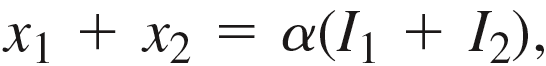 x₁ + x₂ = α(I₁ + I₂),